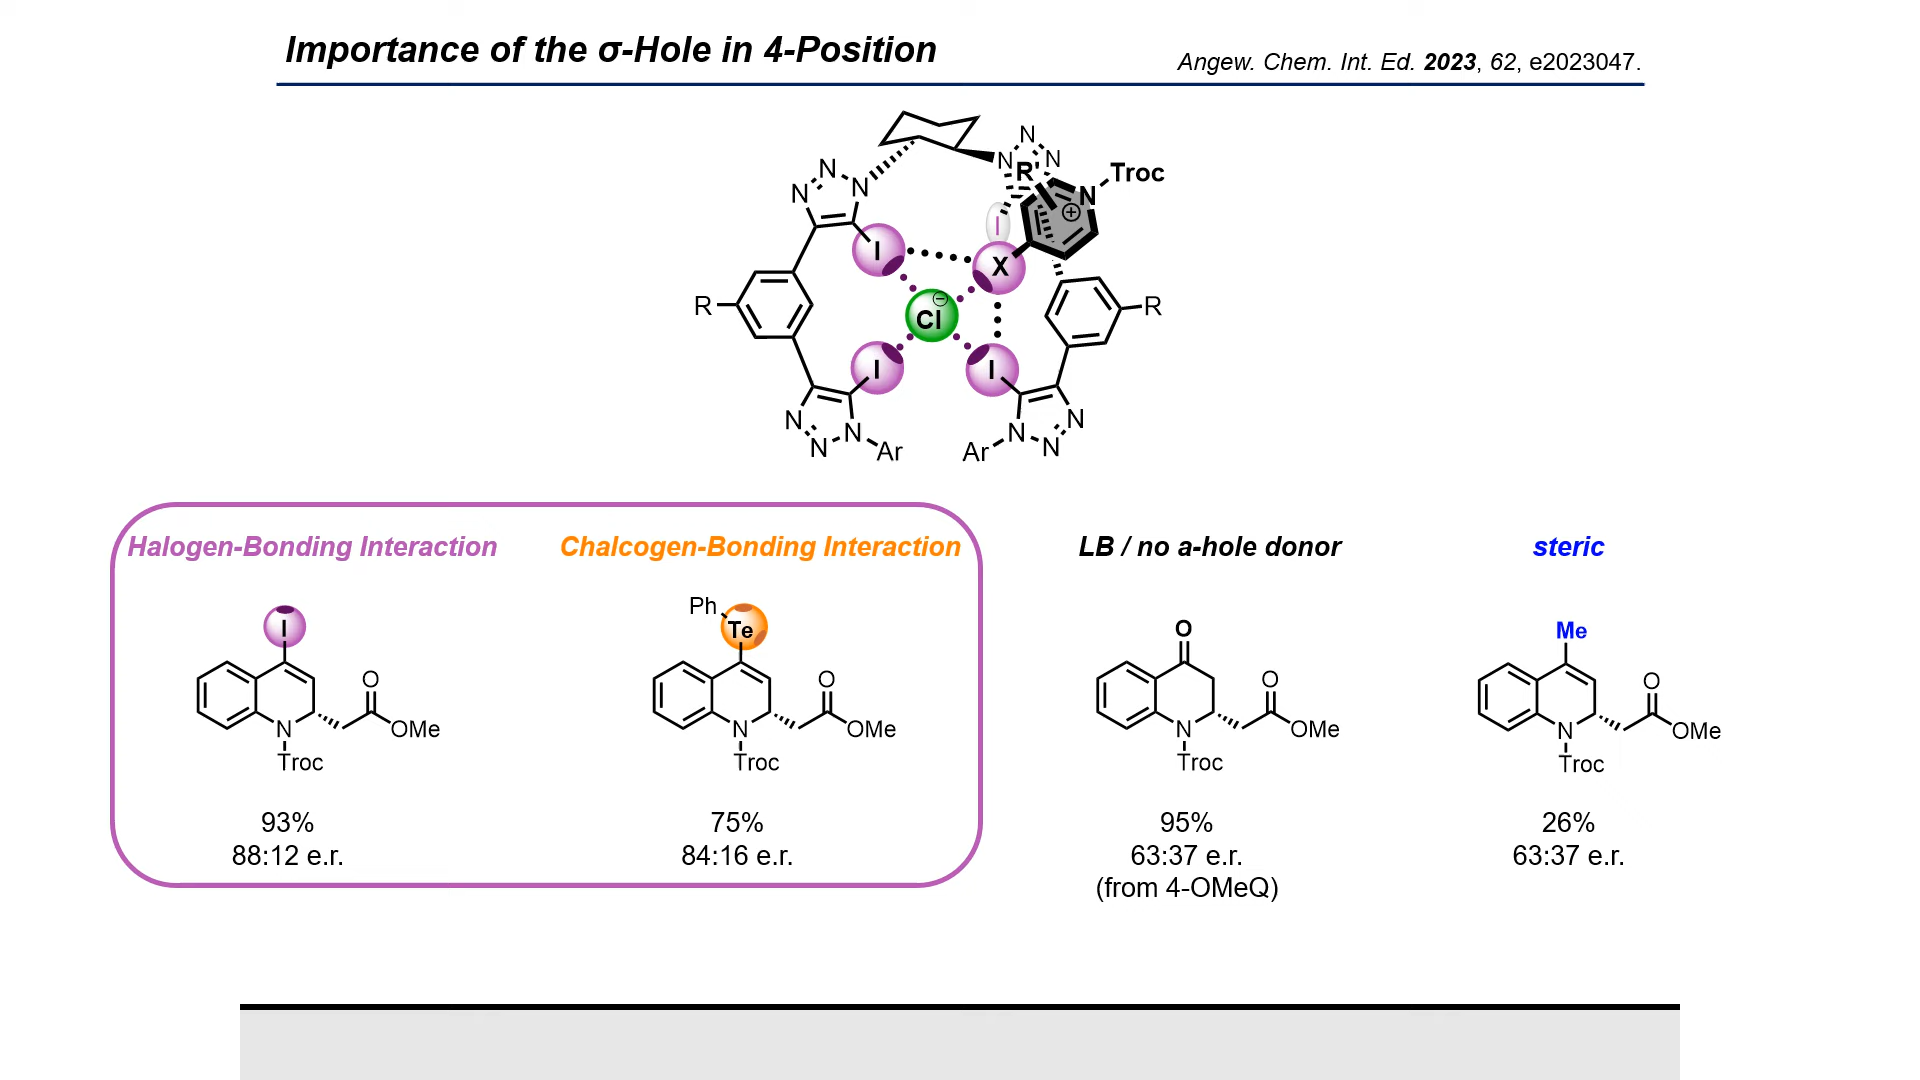 Importance of the σ-Hole in 4-Position
Angew. Chem. Int. Ed. 2023, 62, e2023047.
N
N
N
N
N
N
R
Troc
N
⊕
I
I
X
Cl
⊖
R
R
I
I
N
N
N
Ar
Ar
N
N
N
Halogen-Bonding Interaction
Chalcogen-Bonding Interaction
LB / no a-hole donor
steric
I
Ph
Te
O
Me
O
O
O
O
N
OMe
N
OMe
N
OMe
N
OMe
Troc
Troc
Troc
Troc
93%
75%
95%
26%
88:12 e.r.
84:16 e.r.
63:37 e.r.
63:37 e.r.
(from 4-OMeQ)